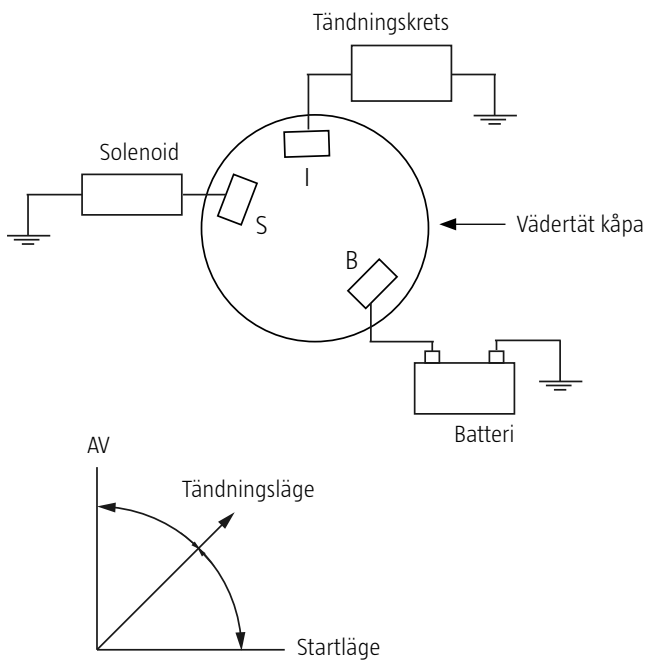 Tändningskrets
Solenoid
I
S
Vädertät kåpa
B
Batteri
AV
Tändningsläge
Startläge